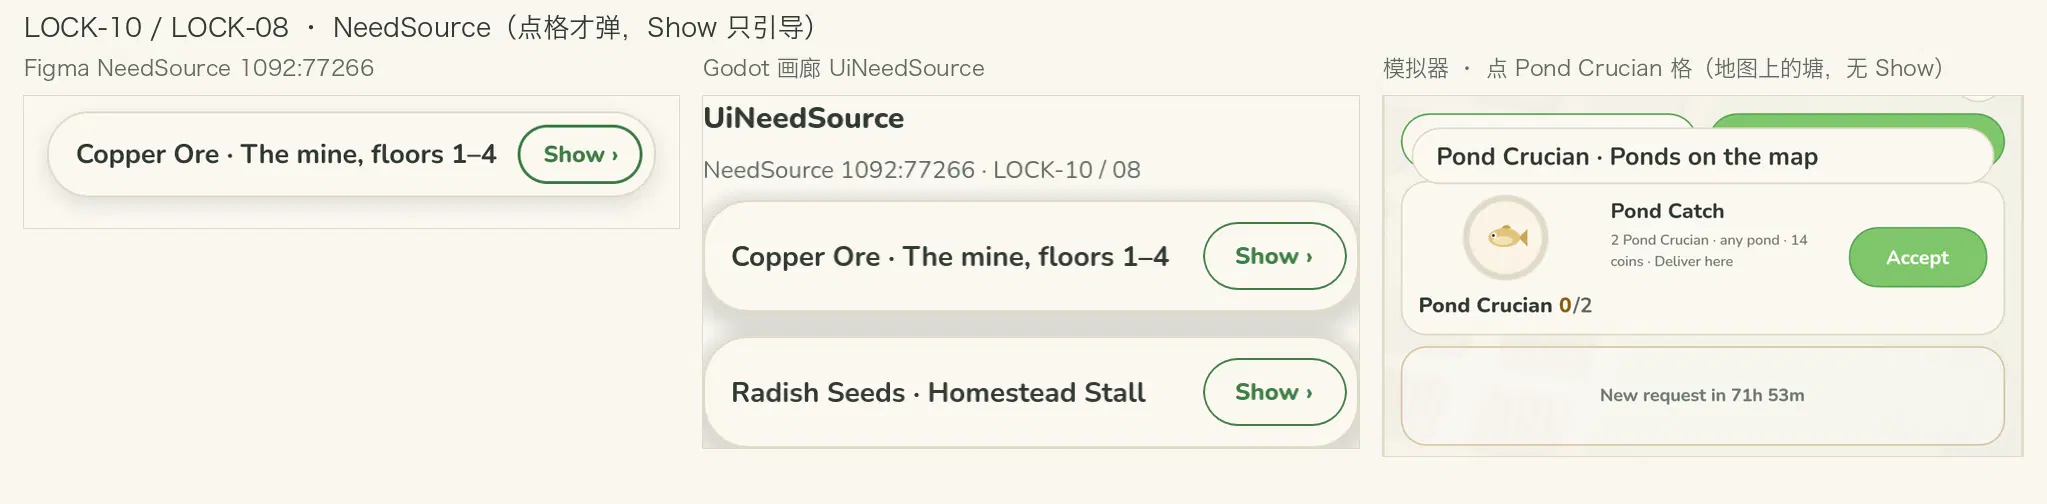 LOCK-10 / LOCK-08 · NeedSource（点格才弹，Show 只引导）
Figma NeedSource 1092:77266
Copper Ore · The mine, floors 1–4
Show ›
Godot 画廊 UiNeedSource
UiNeedSource
NeedSource 1092:77266 · LOCK-10 / 08
Copper Ore · The mine, floors 1–4
Show ›
Radish Seeds · Homestead Stall
Show ›
模拟器 · 点 Pond Crucian 格（地图上的塘，无 Show）
Pond Crucian · Ponds on the map
Pond Catch
2 Pond Crucian · any pond · 14
coins · Deliver here
Accept
Pond Crucian 0/2
New request in 71h 53m